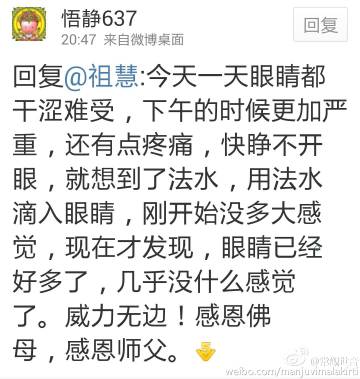 悟静637
20:47 来自微博桌面
回复
回复@祖慧:今天一天眼睛都
干涩难受，下午的时候更加严
重，还有点疼痛，快睁不开
眼，就想到了法水，用法水
滴入眼睛，刚开始没多大感
觉，现在才发现，眼睛已经
好多了，几乎没什么感觉
了。威力无边！感恩佛
母，感恩师父。
weibo.com/manjuvimalakirti